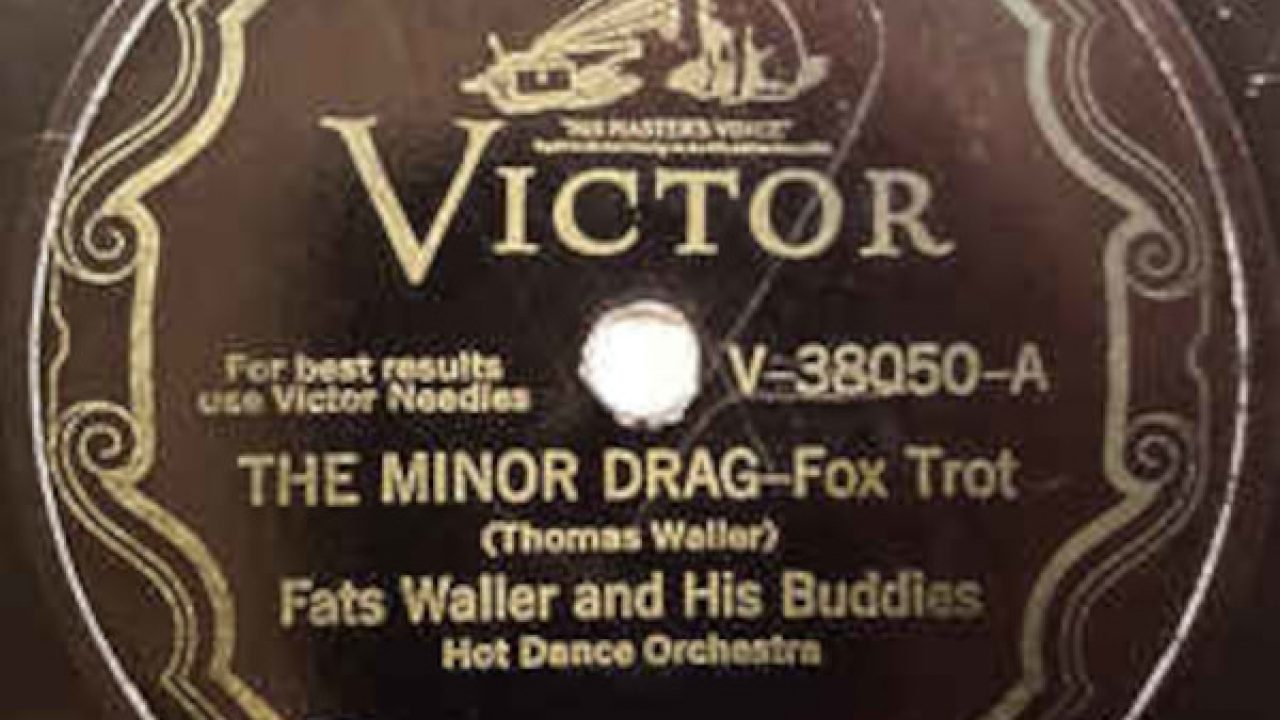 "HIS MASTER'S VOICE"
VICTOR
For best results
use Victor Needles
V-38050-A
THE MINOR DRAG-Fox Trot
(Thomas Waller)
Fats Waller and His Buddies
Hot Dance Orchestra